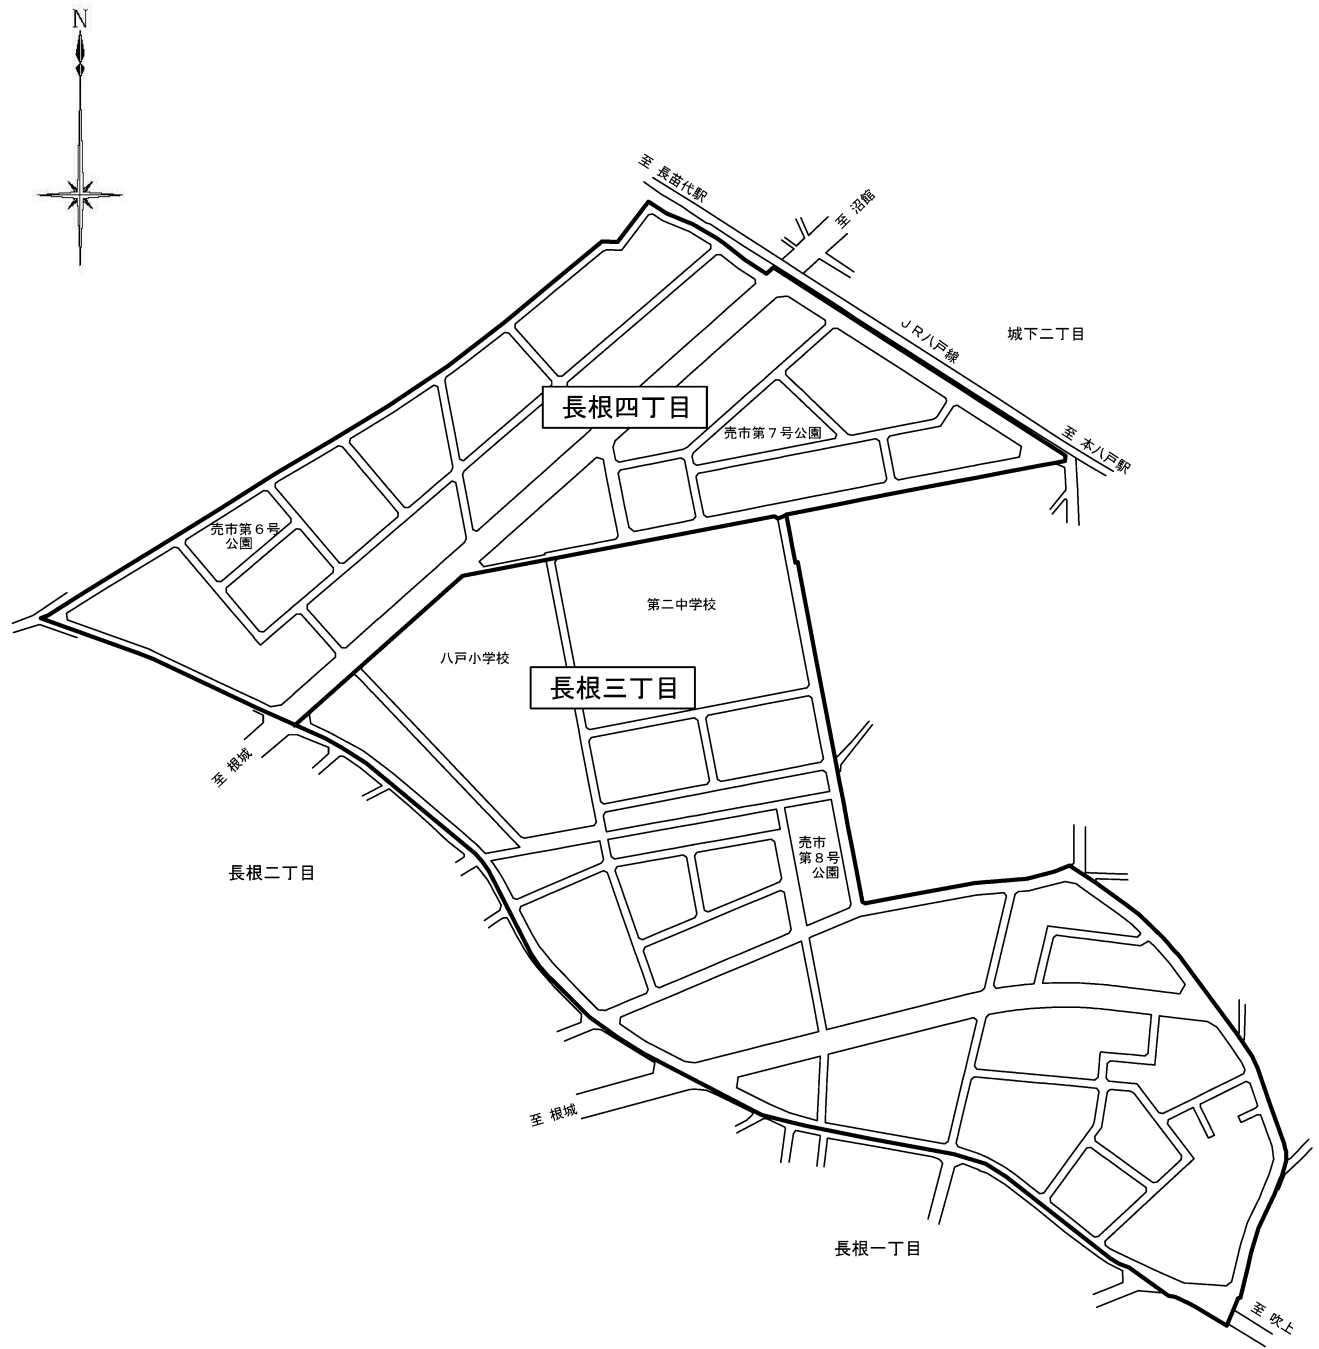 N
至 長苗代駅
至 沼館
JR八戸線
城下二丁目
長根四丁目
売市第7号公園
至 本八戸駅
売市第6号
公園
第二中学校
八戸小学校
長根三丁目
至 根城
売市
第8号
公園
長根二丁目
至 根城
長根一丁目
至 吹上